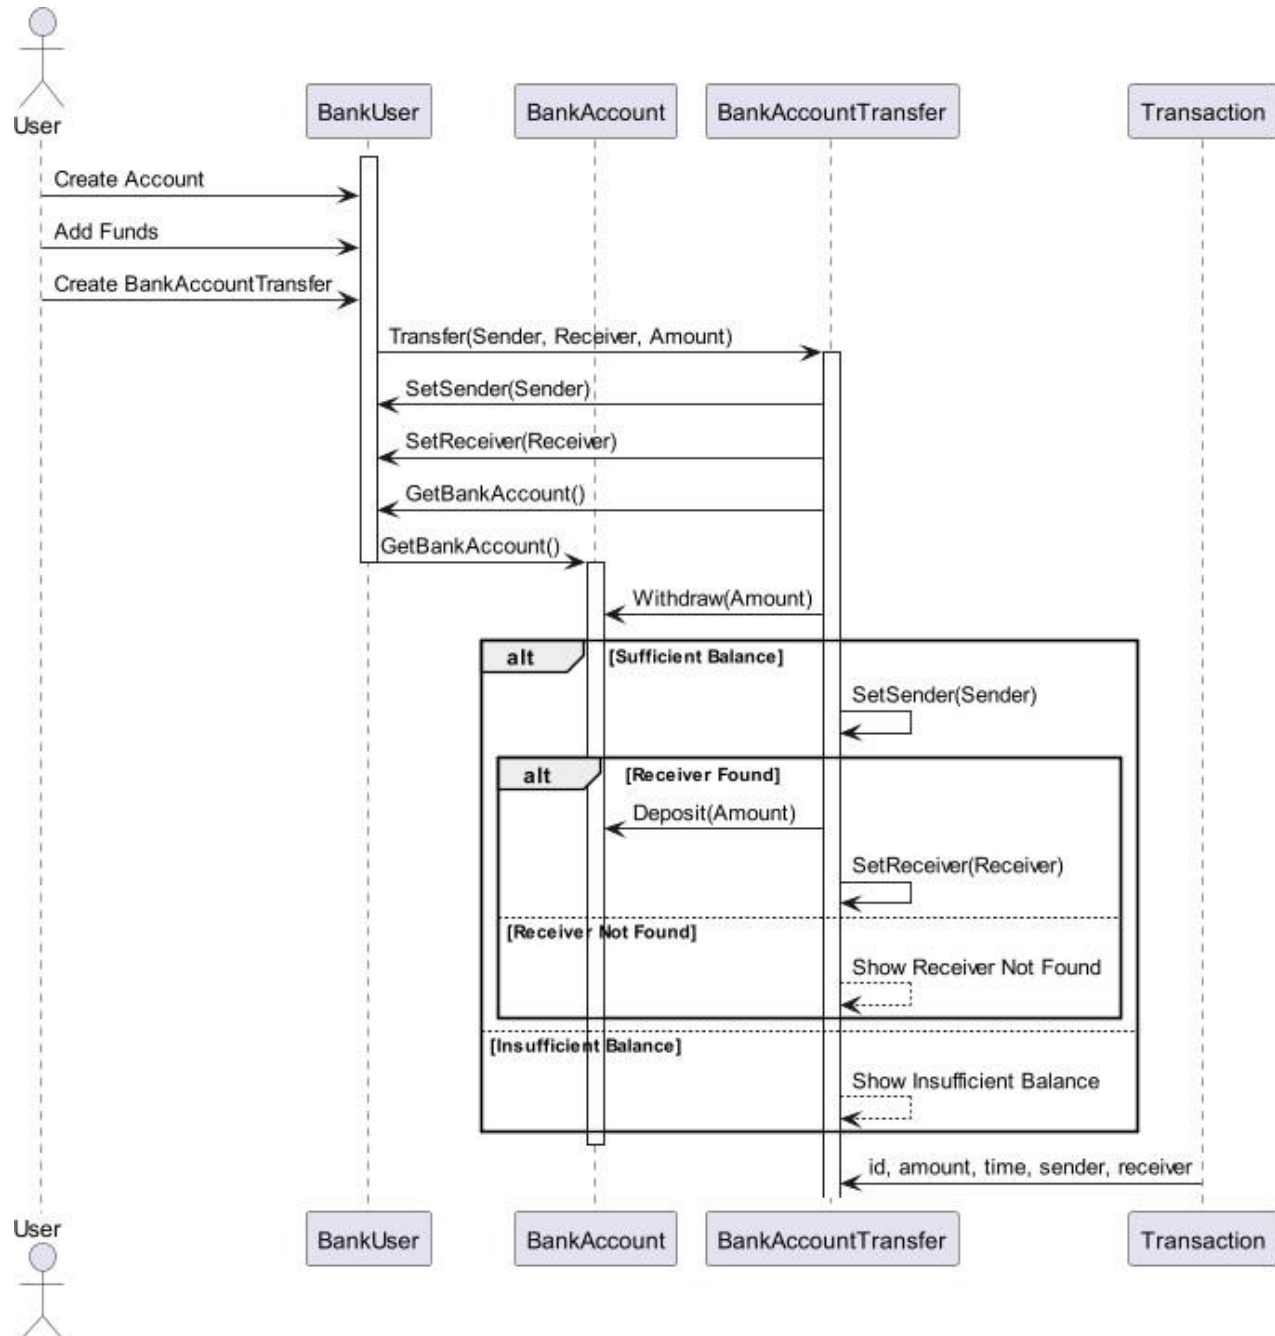 User
BankUser
BankAccount
BankAccountTransfer
Transaction
Create Account
Add Funds
Create BankAccountTransfer
Transfer(Sender, Receiver, Amount)
SetSender(Sender)
SetReceiver(Receiver)
GetBankAccount()
GetBankAccount()
Withdraw(Amount)
alt [Sufficient Balance]
SetSender(Sender)
alt [Receiver Found]
Deposit(Amount)
SetReceiver(Receiver)
[Receiver Not Found]
Show Receiver Not Found
[Insufficient Balance]
Show Insufficient Balance
id, amount, time, sender, receiver
User
BankUser
BankAccount
BankAccountTransfer
Transaction